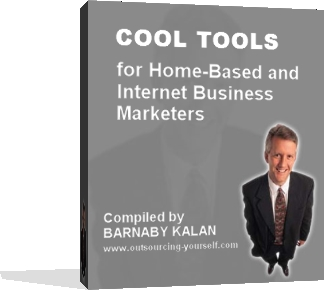 COOL TOOLS
for Home-Based and
Internet Business
Marketers
Compiled by
BARNABY KALAN
www.outsourcing-yourself.com